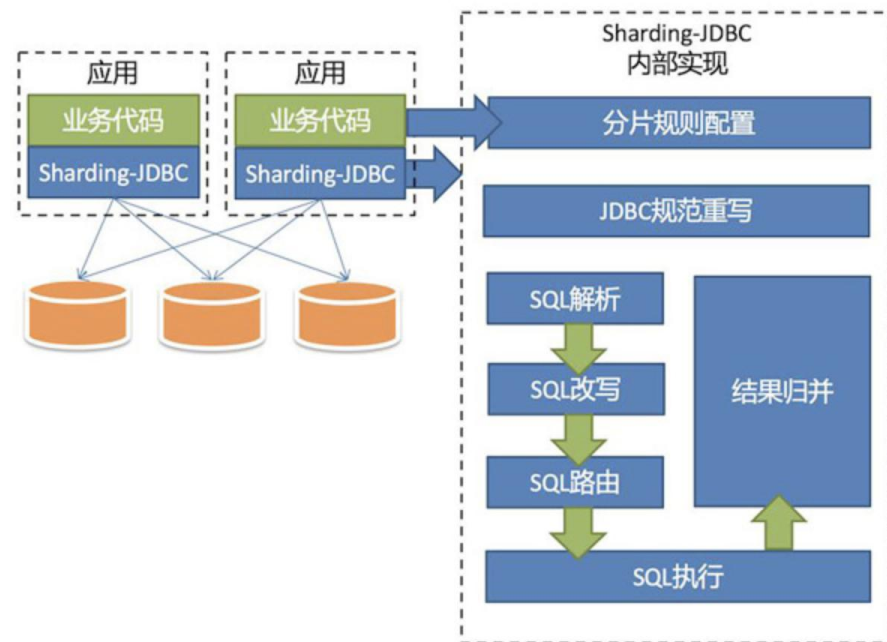 应用
业务代码
Sharding-JDBC
应用
业务代码
Sharding-JDBC
Sharding-JDBC
内部实现
分片规则配置
JDBC规范重写
SQL解析
SQL改写
SQL路由
结果归并
SQL执行